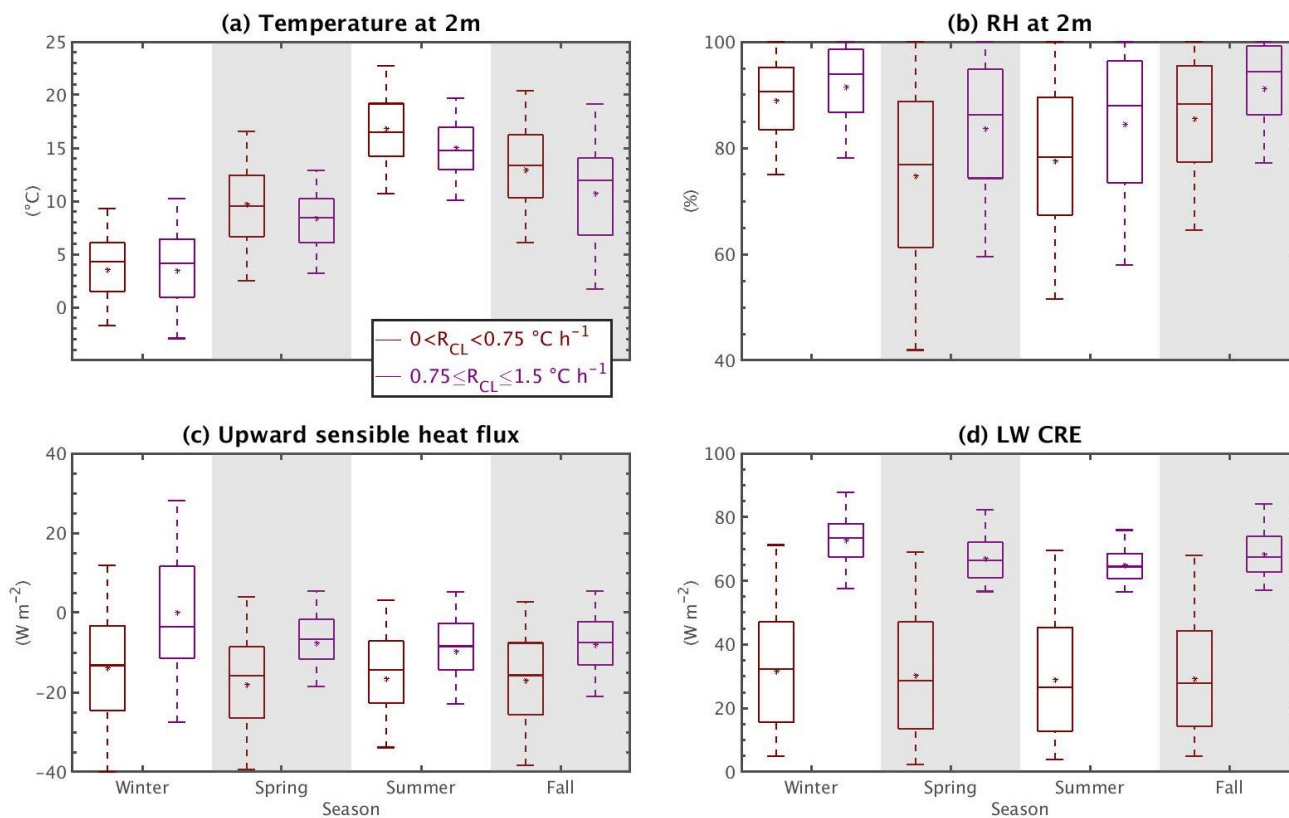 (a) Temperature at 2m
25
20
15
10
5
0
(°C)
0<R_CL<0.75 °C h⁻¹
0.75≤R_CL≤1.5 °C h⁻¹
(b) RH at 2m
100
80
60
40
(%)
(c) Upward sensible heat flux
40
20
0
-20
-40
(W m⁻²)
Winter Spring Summer Fall
Season
(d) LW CRE
100
80
60
40
20
0
(W m⁻²)
Winter Spring Summer Fall
Season